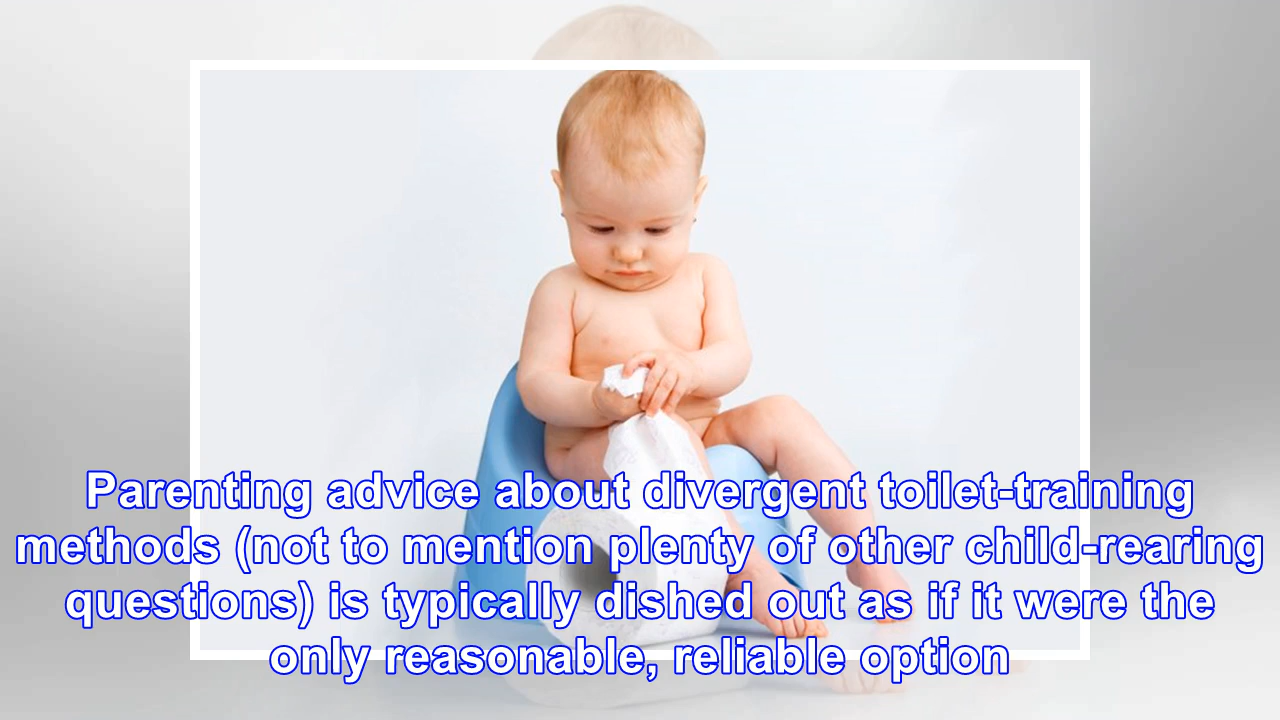 Parenting advice about divergent toilet-training
methods (not to mention plenty of other child-rearing
questions) is typically dished out as if it were the
only reasonable, reliable option